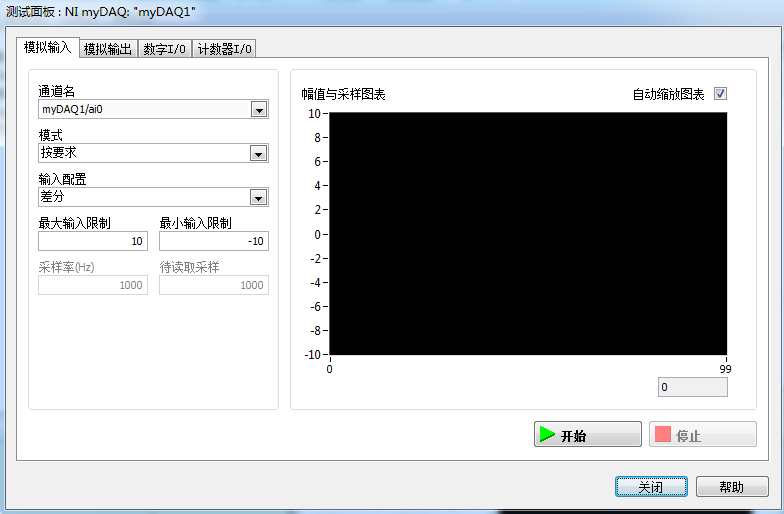 测试面板 : NI myDAQ: "myDAQ1"
模拟输入 模拟输出 数字I/O 计数器I/O
通道名
myDAQ1/ai0
模式
按要求
输入配置
差分
最大输入限制 最小输入限制
10 -10
采样率(Hz) 待读取采样
1000 1000
幅值与采样图表 自动缩放图表
10
8
6
4
2
0
-2
-4
-6
-8
-10
0 99
0
开始 停止
关闭 帮助